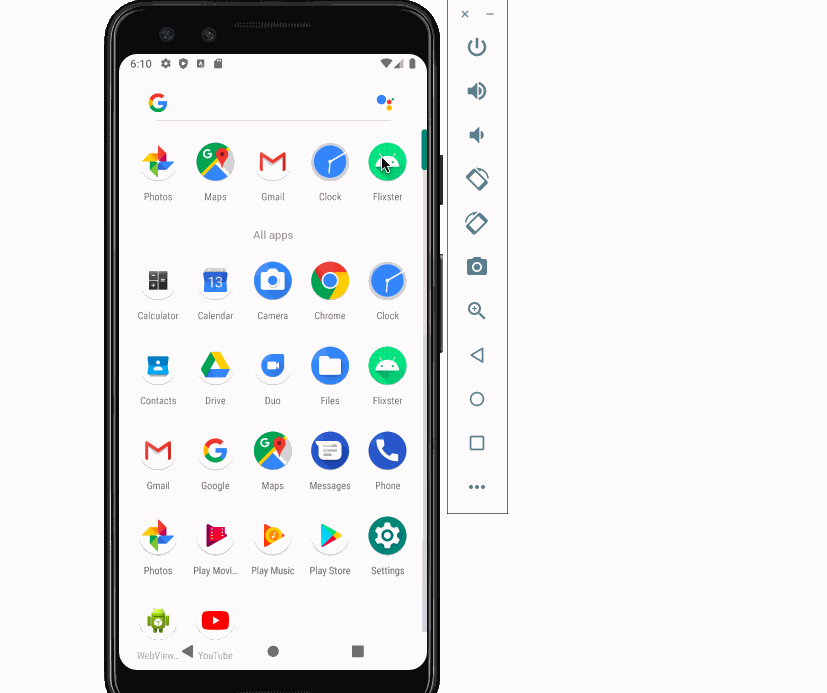 6:10
Photos Maps Gmail Clock Flixster
All apps
13
Calculator Calendar Camera Chrome Clock
Contacts Drive Duo Files Flixster
Gmail Google Maps Messages Phone
Photos Play Movi... Play Music Play Store Settings
WebView... YouTube